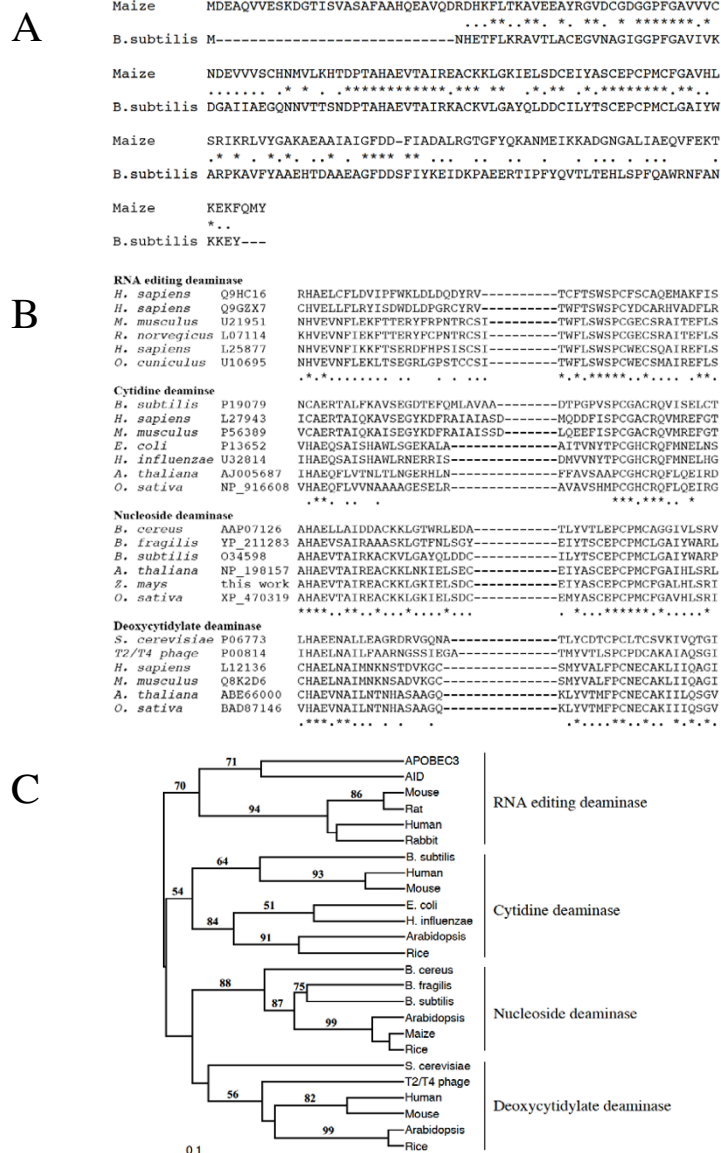 A
Maize MDEAQVVESKDGTISVASAFAAHQEAVQDRDHKFLTKAVEEAYRGVDCGDGGPFGAVVVC
B.subtilis M-----------------------------NHETFLKRAVTLACEGVNAGIGGPFGAVIVK
Maize NDEVVVSCHNMVLKHTDPTAHAEVTAIREACKKLGKIELSDCEIYASCEPCPMCFGAVHL
B.subtilis DGAIIAEGQNNVTTSNDPTAHAEVTAIRKACKVLGAYQLDDCILYTSCEPCPMCLGAIYW
Maize SRIKRLVYGAKAEAAIAIGFDD-FIADALRGTGFYQKANMEIKKADGNGALIAEQVFEKT
B.subtilis ARPKAVFYAAEHTDAAEAGFDDSFIYKEIDKPAEERTIPFYQVTLTEHLSPFQAWRNFAN
Maize KEKFQMY
*..
B.subtilis KKEY---
B
RNA editing deaminase
H. sapiens Q9HC16 RHAELCFLDVIPFWKLDLDQDYRV----------TCFTSWSPCFSCAQEMAKFIS
H. sapiens Q9GZX7 CHVELLFLRYISDWDLDPGRCYRV----------TWFTSWSPCYDCARHVADFLR
M. musculus U21951 NHVEVNFLEKFTTERYFRPNTRCSI---------TWFLSWSPCGECSRAITEFLS
R. norvegicus L07114 KHVEVNFIEKFTTERYFCPNTRCSI---------TWFLSWSPCGECSRAITEFLS
H. sapiens L25877 NHVEVNFIKKFTSERDFHPSISCSI---------TWFLSWSPCWECSQAIREFLS
O. cuniculus U10695 NHVEVNFLEKLTSEGRLGPSTCCSI---------TWFLSWSPCWECSMAIREFLS
Cytidine deaminse
B. subtilis P19079 NCAERTALFKAVSEGDTEFQMLAVAA--------DTPGPVSPCGACRQVISELCT
H. sapiens L27943 ICAERTAIQKAVSEGYKDFRAIAIASD-------MQDDFISPCGACRQVMREFGT
M. musculus P56389 VCAERTAIQKAISEGYKDFRAIAISSD-------LQEEFISPCGACRQVMREFGT
E. coli P13652 VHAEQSAISHAWLSGEKALA-----------AITVNYTPCGHCRQFMNELNS
H. influenzae U32814 IHAEQSAISHAWLRNERRIS-----------DMVVNYTPCGHCRQFMNELHG
A. thaliana AJ005687 IHAEQFLVTNLTLNGERHLN-----------FFAVSAAPCGHCRQFLQEIRD
O. sativa NP_916608 VHAEQFLVVNAAAAGESELR-----------AVAVSHMPCGHCRQFLQEIRG
Nucleoside deaminase
B. cereus AAP07126 AHAELLAIDDACKKLGTWRLEDA-----------TLYVTLEPCPMCAGGIVLSRV
B. fragilis YP_211283 AHAEVSAIRAAASKLGTFNLSGY-----------EIYTSCEPCPMCLGAIYWARL
B. subtilis O34598 AHAEVTAIRKACKVLGAYQLDDC-----------ILYTSCEPCPMCLGAIYWARP
A. thaliana NP_198157 AHAEVTAIREACKKLNKIELSEC-----------EIYASCEPCPMCFGAIHLSRL
Z. mays this work AHAEVTAIREACKKLGKIELSDC-----------EIYASCEPCPMCFGALHLSRI
O. sativa XP_470319 AHAEVTAIREACKKLGKIELSDC-----------EMYASCEPCPMCFGAVHLSRI
Deoxycytidylate deaminase
S. cerevisiae P06773 LHAEENALLEAGRDRVGQNA-----------TLYCDTCPCLTCSVKIVQTGI
T2/T4 phage P00814 IHAELNAILFAARNGSSIEGA----------TMYVTLSPCPDCAKAIAQSGI
H. sapiens L12136 CHAELNAIMNKNSTDVKGC------------SMYVALFPCNECAKLIIQAGI
M. musculus Q8K2D6 CHAELNAIMNKNSADVKGC------------SMYVALFPCNECAKLIIQAGI
A. thaliana ABE66000 VHAEVNAILNTNHASAAGQ------------KLYVTMFPCNECAKIILQSGV
O. sativa BAD87146 VHAEVNAILNTNHASAAGQ------------KLYVTMFPCNECAKIIIQSGV
C
71
70
94
86
APOBEC3
AID
Mouse
Rat
Human
Rabbit
RNA editing deaminase
54
64
93
84
51
91
B. subtilis
Human
Mouse
E. coli
H. influenzae
Arabidopsis
Rice
Cytidine deaminase
88
87
75
99
B. cereus
B. fragilis
B. subtilis
Arabidopsis
Maize
Rice
Nucleoside deaminase
56
82
99
S. cerevisiae
T2/T4 phage
Human
Mouse
Arabidopsis
Rice
Deoxycytidylate deaminase
0.1